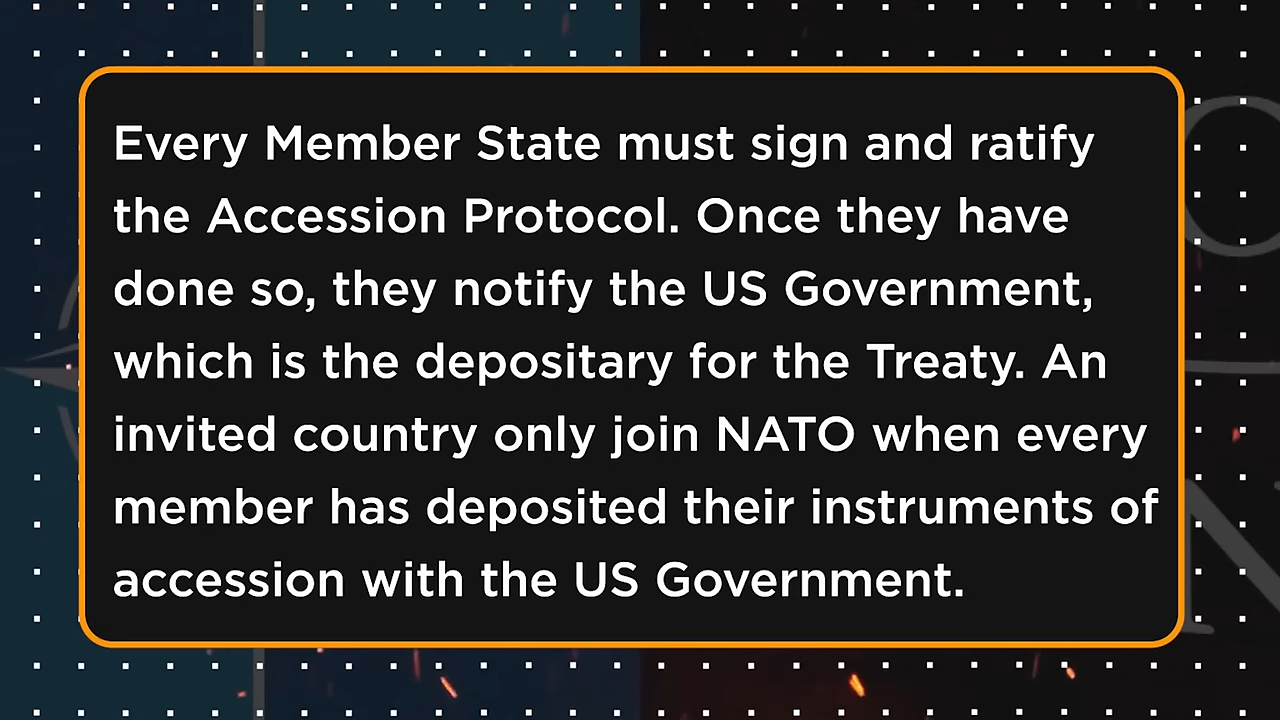 Every Member State must sign and ratify
the Accession Protocol. Once they have
done so, they notify the US Government,
which is the depositary for the Treaty. An
invited country only join NATO when every
member has deposited their instruments of
accession with the US Government.